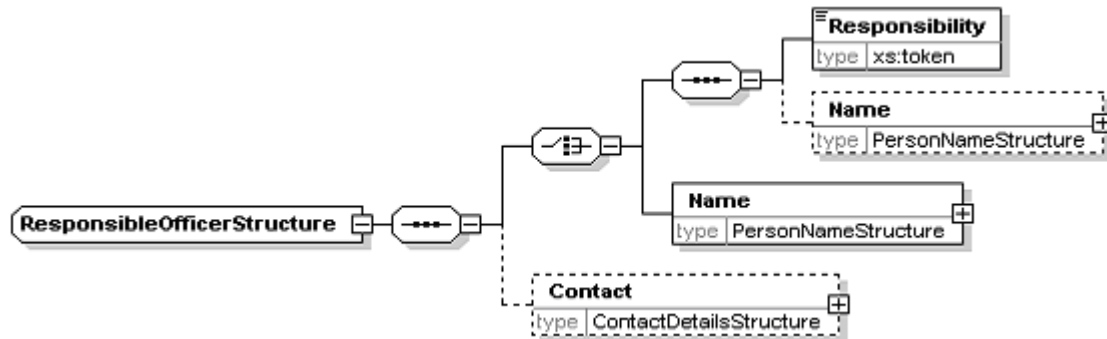 Responsibility
type xs:token
Name
type PersonNameStructure
Name
type PersonNameStructure
ResponsibleOfficerStructure
Contact
type ContactDetailsStructure